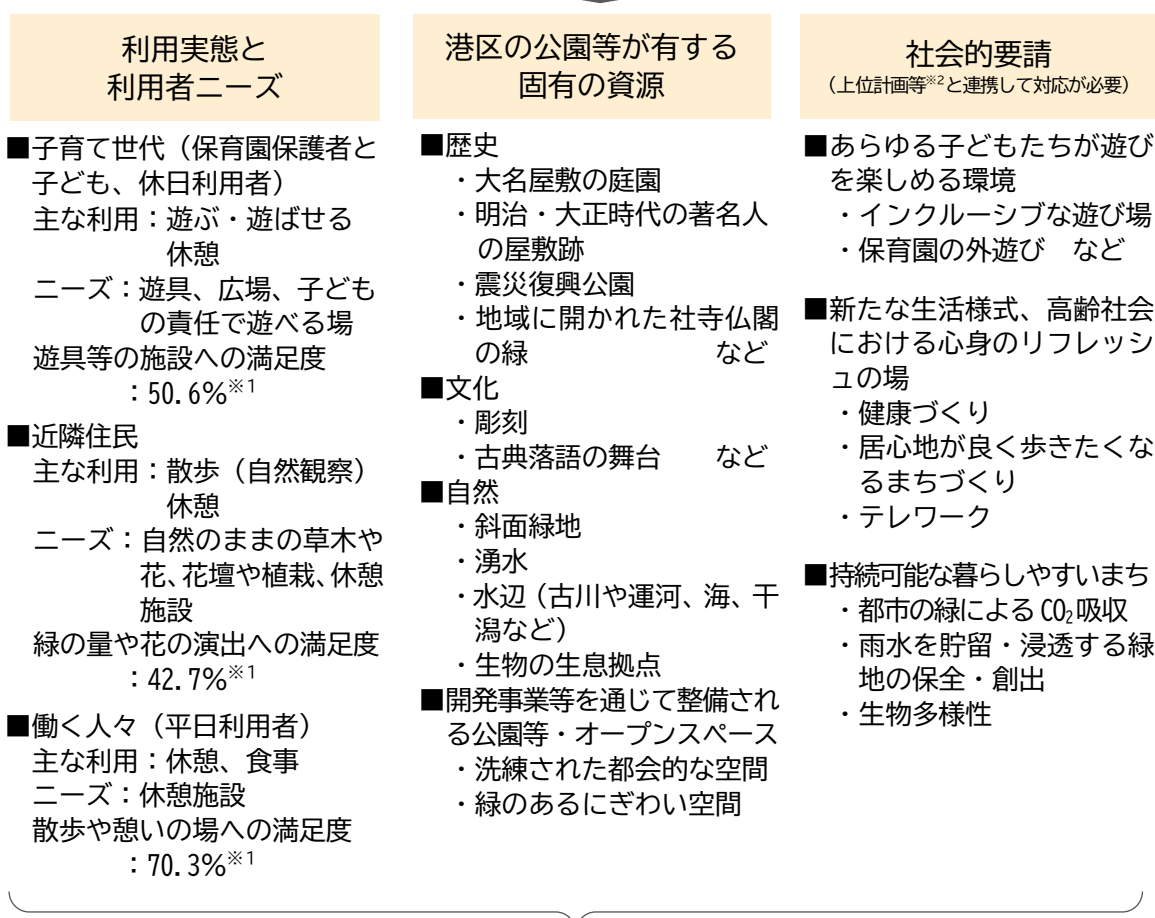 利用実態と
利用者ニーズ
■子育て世代（保育園保護者と
子ども、休日利用者）
主な利用：遊ぶ・遊ばせる
休憩
ニーズ：遊具、広場、子ども
の責任で遊べる場
遊具等の施設への満足度
：50.6%※1
■近隣住民
主な利用：散歩（自然観察）
休憩
ニーズ：自然のままの草木や
花、花壇や植栽、休憩
施設
緑の量や花の演出への満足度
：42.7%※1
■働く人々（平日利用者）
主な利用：休憩、食事
ニーズ：休憩施設
散歩や憩いの場への満足度
：70.3%※1
港区の公園等が有する
固有の資源
■歴史
・大名屋敷の庭園
・明治・大正時代の著名人
の屋敷跡
・震災復興公園
・地域に開かれた社寺仏閣
の緑　など
■文化
・彫刻
・古典落語の舞台　など
■自然
・斜面緑地
・湧水
・水辺（古川や運河、海、干
潟など）
・生物の生息拠点
■開発事業等を通じて整備され
る公園等・オープンスペース
・洗練された都会的な空間
・緑のあるにぎわい空間
社会的要請
（上位計画等※2と連携して対応が必要）
■あらゆる子どもたちが遊び
を楽しめる環境
・インクルーシブな遊び場
・保育園の外遊び　など
■新たな生活様式、高齢社会
における心身のリフレッシ
ュの場
・健康づくり
・居心地が良く歩きたくな
るまちづくり
・テレワーク
■持続可能な暮らしやすいまち
・都市の緑によるCO₂吸収
・雨水を貯留・浸透する緑
地の保全・創出
・生物多様性